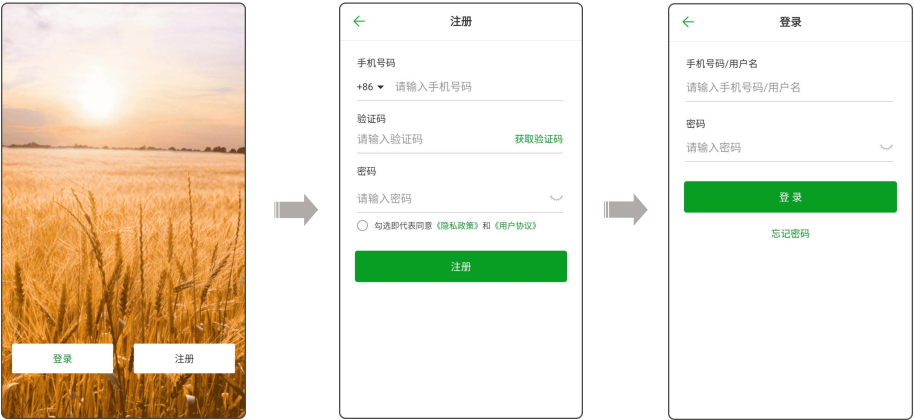 登录
注册
注册
手机号码
+86 请输入手机号码
验证码
请输入验证码 获取验证码
密码
请输入密码
勾选即代表同意《隐私政策》和《用户协议》
注册
登录
手机号码/用户名
请输入手机号码/用户名
密码
请输入密码
登 录
忘记密码